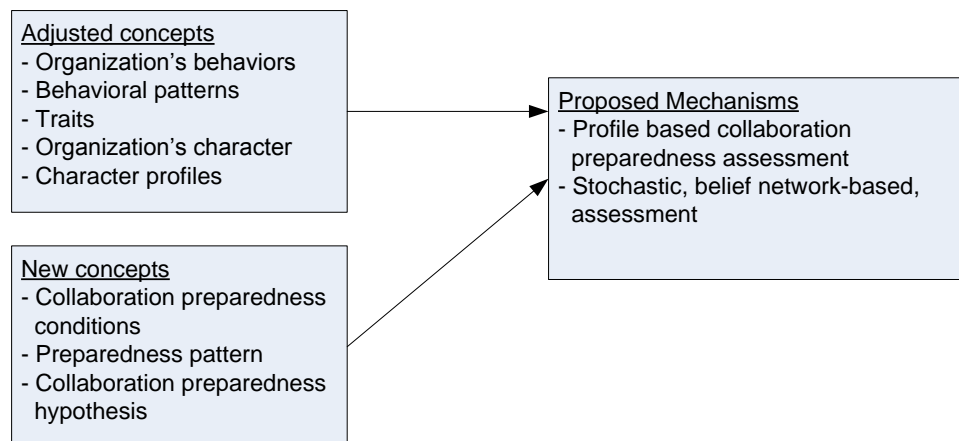 Adjusted concepts
- Organization's behaviors
- Behavioral patterns
- Traits
- Organization's character
- Character profiles
New concepts
- Collaboration preparedness
conditions
- Preparedness pattern
- Collaboration preparedness
hypothesis
Proposed Mechanisms
- Profile based collaboration
preparedness assessment
- Stochastic, belief network-based,
assessment